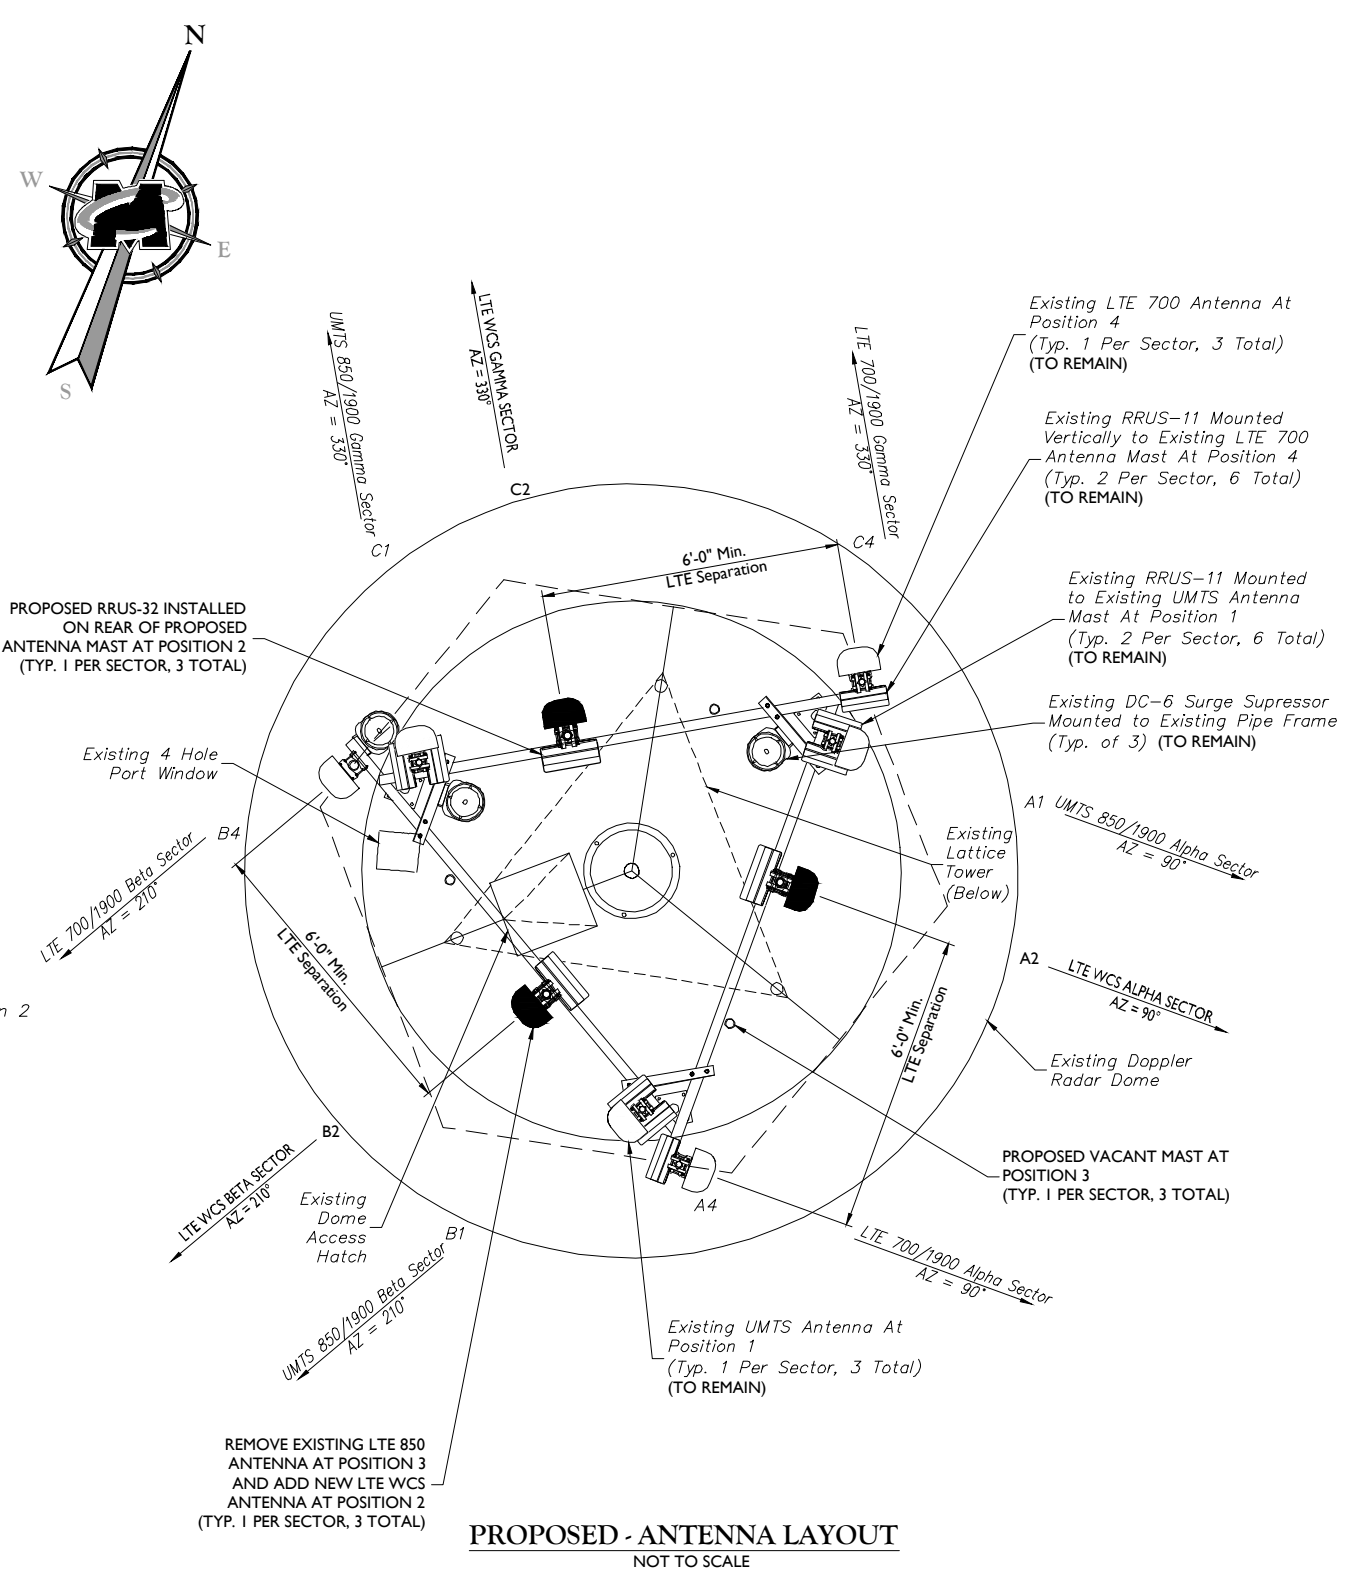 N
W
E
S
LTE WCS GAMMA SECTOR
AZ = 330°
UMTS 850/1900 Gamma Sector
AZ = 330°
LTE 700/1900 Gamma Sector
AZ = 330°
Existing LTE 700 Antenna At
Position 4
(Typ. 1 Per Sector, 3 Total)
(TO REMAIN)
Existing RRUS-11 Mounted
Vertically to Existing LTE 700
Antenna Mast At Position 4
(Typ. 2 Per Sector, 6 Total)
(TO REMAIN)
C2
C1
C4
6'-0" Min.
LTE Separation
Existing RRUS-11 Mounted
to Existing UMTS Antenna
Mast At Position 1
(Typ. 2 Per Sector, 6 Total)
(TO REMAIN)
PROPOSED RRUS-32 INSTALLED
ON REAR OF PROPOSED
ANTENNA MAST AT POSITION 2
(TYP. 1 PER SECTOR, 3 TOTAL)
Existing DC-6 Surge Supressor
Mounted to Existing Pipe Frame
(Typ. of 3) (TO REMAIN)
Existing 4 Hole
Port Window
A1 UMTS 850/1900 Alpha Sector
AZ = 90°
B4
LTE 700/1900 Beta Sector
AZ = 210°
Existing
Lattice
Tower
(Below)
6'-0" Min.
LTE Separation
A2
LTE WCS ALPHA SECTOR
AZ = 90°
6'-0" Min.
LTE Separation
n 2
Existing Doppler
Radar Dome
B2
LTE WCS BETA SECTOR
AZ = 210°
PROPOSED VACANT MAST AT
POSITION 3
(TYP. 1 PER SECTOR, 3 TOTAL)
Existing
Dome
Access
Hatch
A4
B1
UMTS 850/1900 Beta Sector
AZ = 210°
LTE 700/1900 Alpha Sector
AZ = 90°
Existing UMTS Antenna At
Position 1
(Typ. 1 Per Sector, 3 Total)
(TO REMAIN)
REMOVE EXISTING LTE 850
ANTENNA AT POSITION 3
AND ADD NEW LTE WCS
ANTENNA AT POSITION 2
(TYP. 1 PER SECTOR, 3 TOTAL)
PROPOSED - ANTENNA LAYOUT
NOT TO SCALE